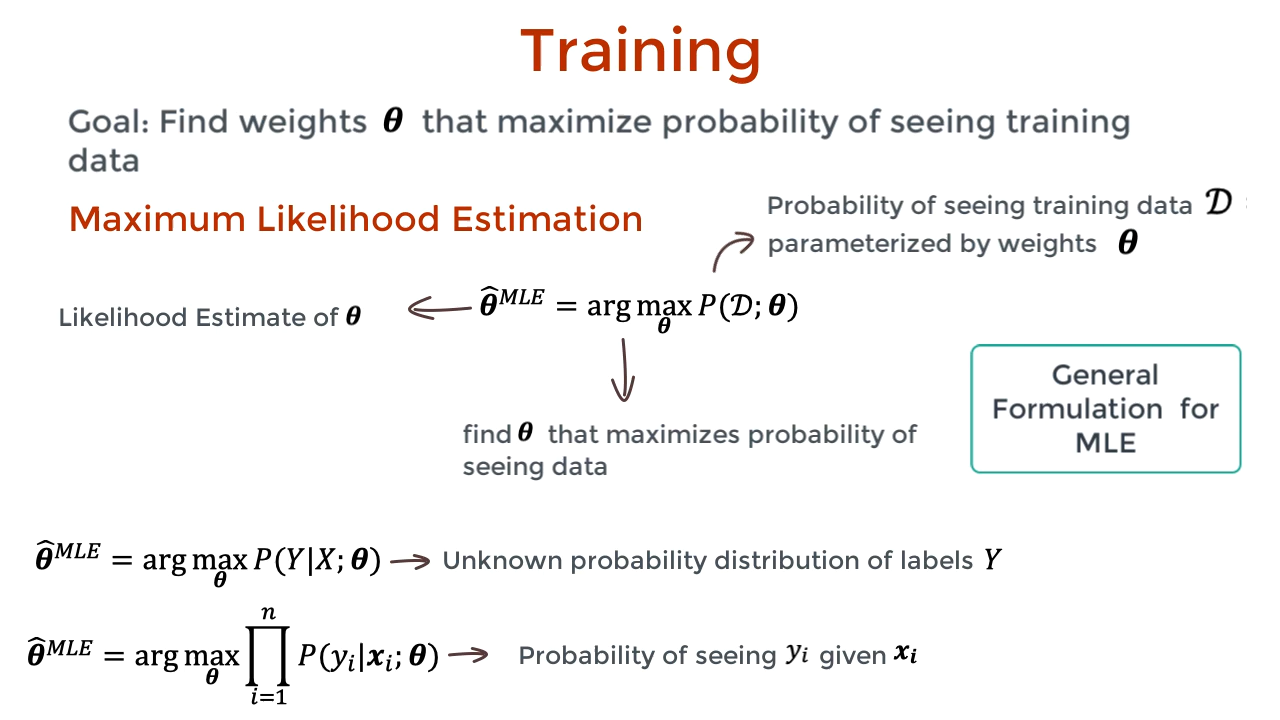 Training
Goal: Find weights θ that maximize probability of seeing training
data
Maximum Likelihood Estimation
Probability of seeing training data 𝒟 :
parameterized by weights θ
Likelihood Estimate of θ
θ̂^MLE = arg max_θ P(𝒟; θ)
find θ that maximizes probability of
seeing data
General
Formulation for
MLE
θ̂^MLE = arg max_θ P(Y|X; θ) → Unknown probability distribution of labels Y
θ̂^MLE = arg max_θ ∏_{i=1}^{n} P(y_i|x_i; θ) → Probability of seeing y_i given x_i